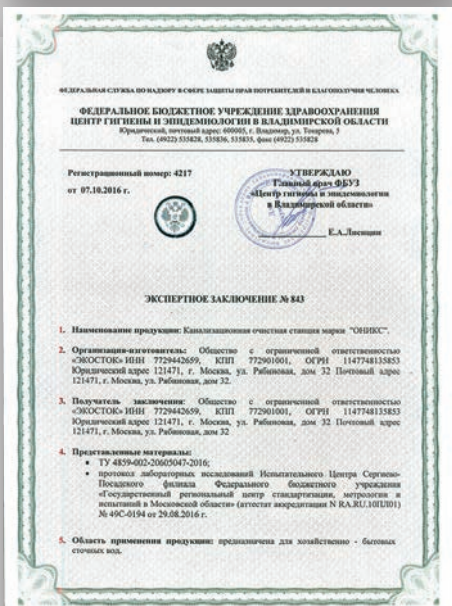 ФЕДЕРАЛЬНАЯ СЛУЖБА ПО НАДЗОРУ В СФЕРЕ ЗАЩИТЫ ПРАВ ПОТРЕБИТЕЛЕЙ И БЛАГОПОЛУЧИЯ ЧЕЛОВЕКА
ФЕДЕРАЛЬНОЕ БЮДЖЕТНОЕ УЧРЕЖДЕНИЕ ЗДРАВООХРАНЕНИЯ
ЦЕНТР ГИГИЕНЫ И ЭПИДЕМИОЛОГИИ В ВЛАДИМИРСКОЙ ОБЛАСТИ
Юридический, почтовый адрес: 600005, г. Владимир, ул. Токарева, 5
Тел. (4922) 535828, 535836, 535835, факс (4922) 535828
Регистрационный номер: 4217
от 07.10.2016 г.
УТВЕРЖДАЮ
Главный врач ФБУЗ
«Центр гигиены и эпидемиологии
в Владимирской области»
Е.А.Лисицин
ЭКСПЕРТНОЕ ЗАКЛЮЧЕНИЕ № 843
1. Наименование продукции: Канализационная очистная станция марки "ОНИКС".
2. Организация-изготовитель: Общество с ограниченной ответственностью
«ЭКОСТОК» ИНН 7729442659, КПП 772901001, ОГРН 1147748135853
Юридический адрес 121471, г. Москва, ул. Рябиновая, дом 32 Почтовый адрес
121471, г. Москва, ул. Рябиновая, дом 32.
3. Получатель заключения: Общество с ограниченной ответственностью
«ЭКОСТОК» ИНН 7729442659, КПП 772901001, ОГРН 1147748135853
Юридический адрес 121471, г. Москва, ул. Рябиновая, дом 32 Почтовый адрес
121471, г. Москва, ул. Рябиновая, дом 32
4. Представленные материалы:
• ТУ 4859-002-20605047-2016;
• протокол лабораторных исследований Испытательного Центра Сергиево-
Посадского филиала Федерального бюджетного учреждения
«Государственный региональный центр стандартизации, метрологии и
испытаний в Московской области» (аттестат аккредитации N RA.RU.10ПЛ01)
№ 49С-0194 от 29.08.2016 г.
5. Область применения продукции: предназначена для хозяйственно - бытовых
сточных вод.